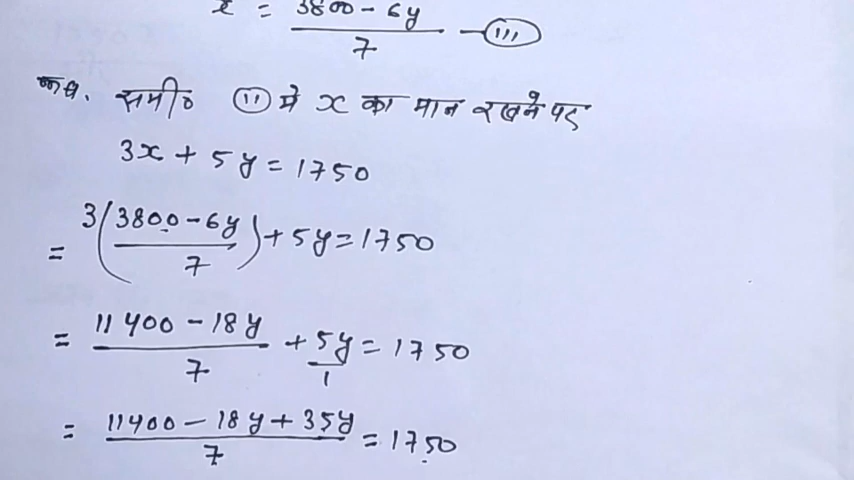 x = 3800 - 6y / 7 — (iii)
अब. समी० (ii) मे x का मान रखने पर
3x + 5y = 1750
= 3(3800 - 6y / 7) + 5y = 1750
= 11400 - 18y / 7 + 5y / 1 = 1750
= 11400 - 18y + 35y / 7 = 1750